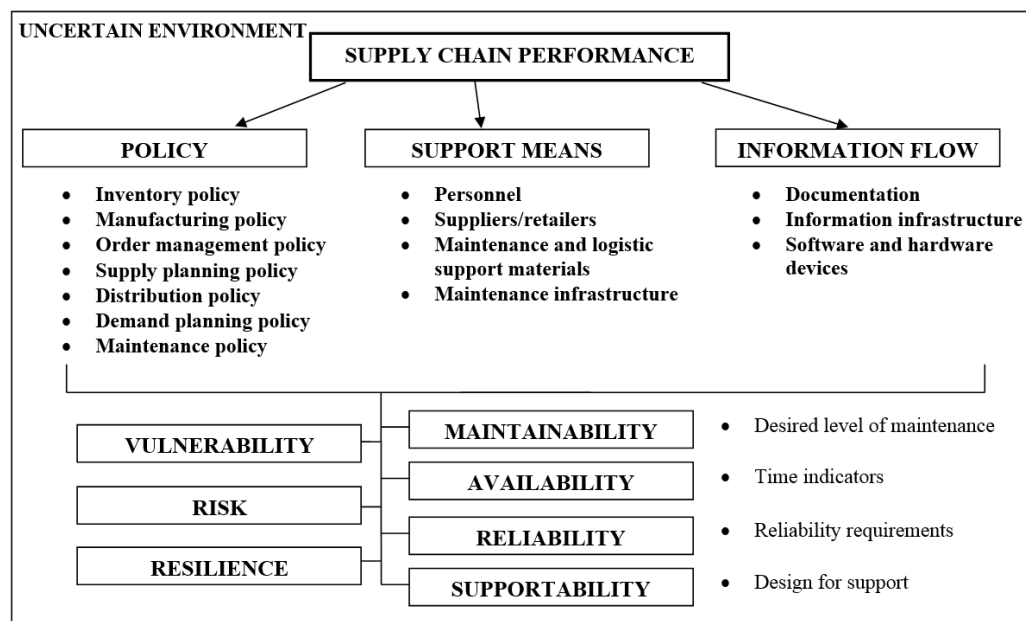 UNCERTAIN ENVIRONMENT
SUPPLY CHAIN PERFORMANCE
POLICY
• Inventory policy
• Manufacturing policy
• Order management policy
• Supply planning policy
• Distribution policy
• Demand planning policy
• Maintenance policy
SUPPORT MEANS
• Personnel
• Suppliers/retailers
• Maintenance and logistic
support materials
• Maintenance infrastructure
INFORMATION FLOW
• Documentation
• Information infrastructure
• Software and hardware
devices
VULNERABILITY
RISK
RESILIENCE
MAINTAINABILITY
• Desired level of maintenance
AVAILABILITY
• Time indicators
RELIABILITY
• Reliability requirements
SUPPORTABILITY
• Design for support